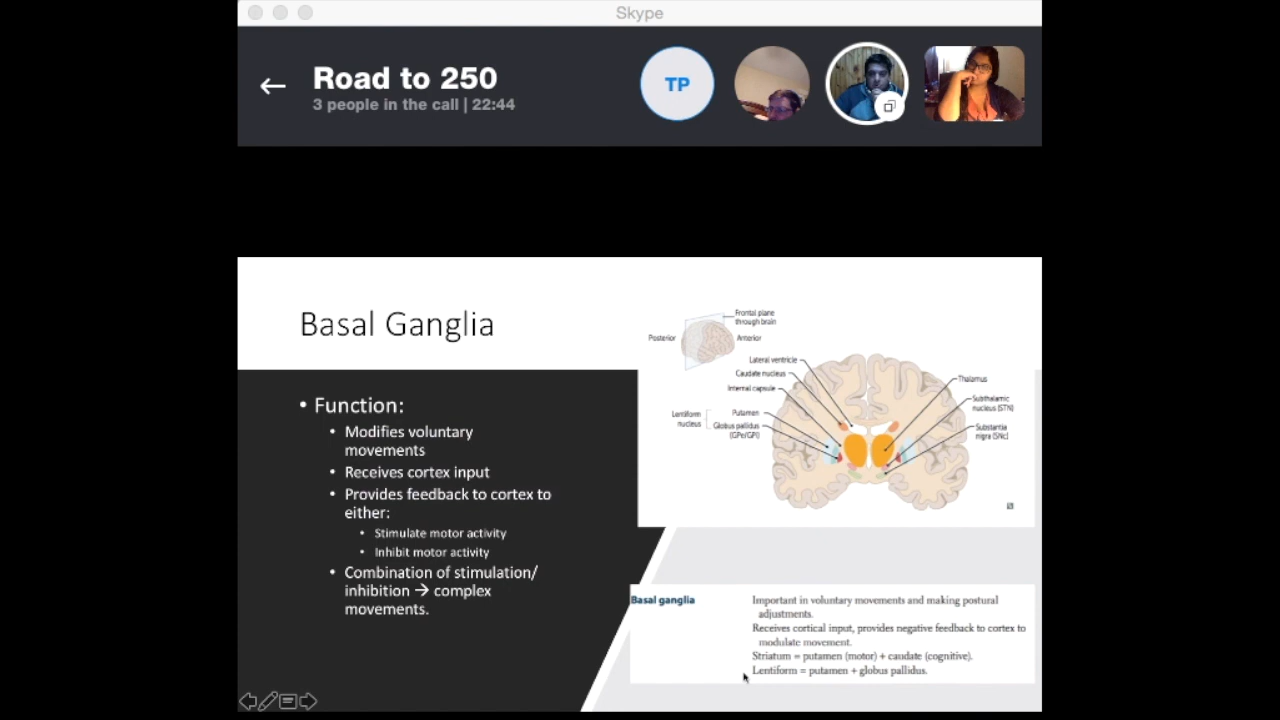 Skype
Road to 250
3 people in the call | 22:44
TP
Basal Ganglia
• Function:
• Modifies voluntary
movements
• Receives cortex input
• Provides feedback to cortex to
either:
• Stimulate motor activity
• Inhibit motor activity
• Combination of stimulation/
inhibition → complex
movements.
Frontal plane
through brain
Posterior
Anterior
Lateral ventricle
Caudate nucleus
Internal capsule
Lentiform
nucleus
Putamen
Globus pallidus
(GPe/GPi)
Thalamus
Subthalamic
nucleus (STN)
Substantia
nigra (SNc)
Basal ganglia
Important in voluntary movements and making postural
adjustments.
Receives cortical input, provides negative feedback to cortex to
modulate movement.
Striatum = putamen (motor) + caudate (cognitive).
Lentiform = putamen + globus pallidus.